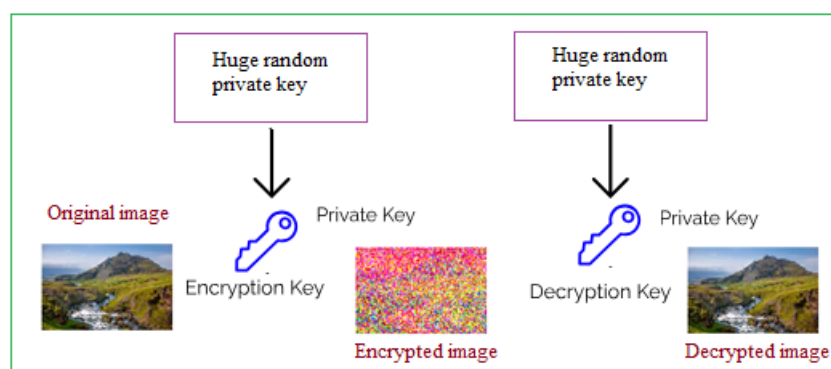 Huge random
private key
Huge random
private key
Original image
Private Key
Private Key
Encryption Key
Decryption Key
Encrypted image
Decrypted image